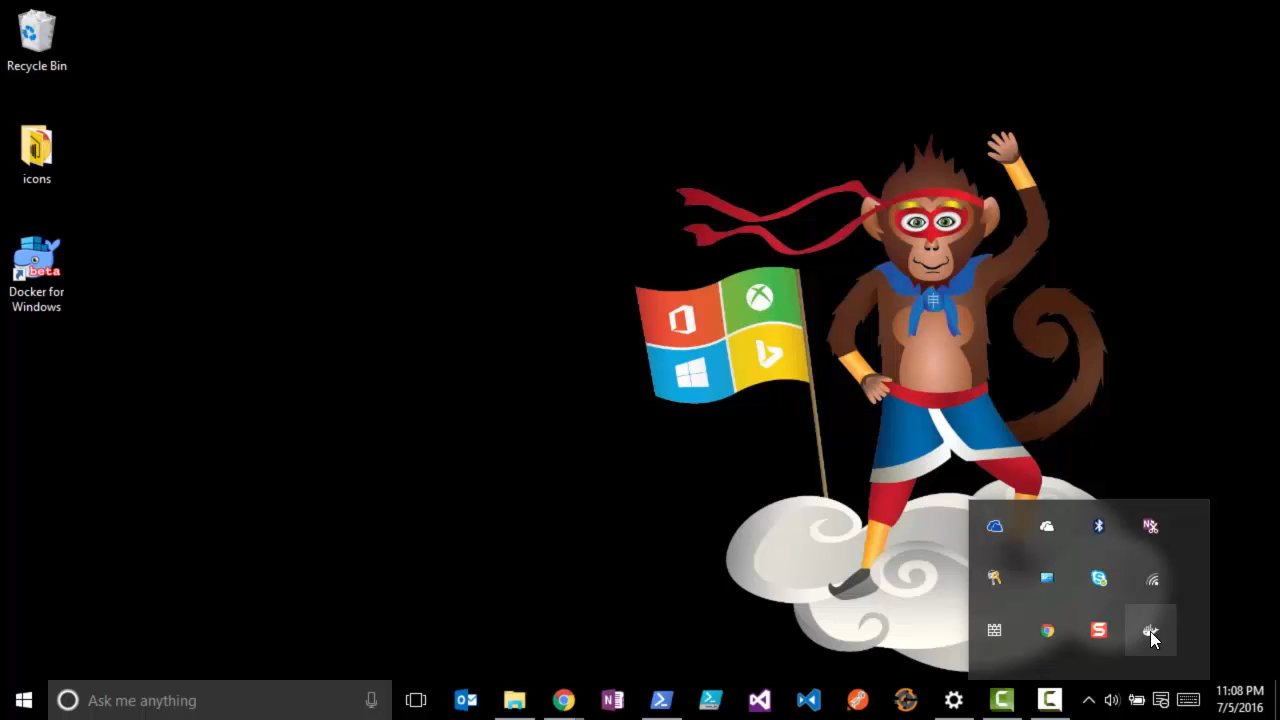 Recycle Bin
icons
beta
Docker for
Windows
Ask me anything
11:08 PM
7/5/2016